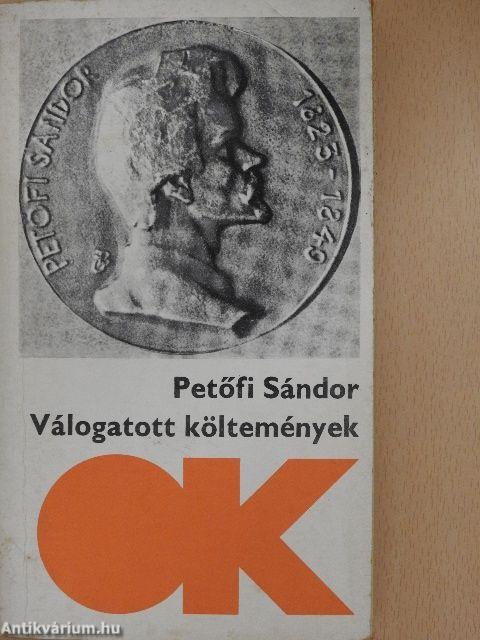 PETŐFI SÁNDOR
1823-1849
Petőfi Sándor
Válogatott költemények
OK
Antikvárium.hu